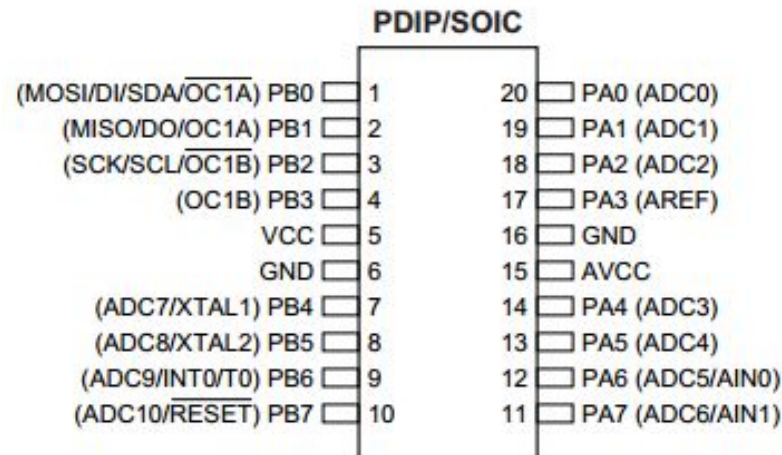 PDIP/SOIC
(MOSI/DI/SDA/OC1A) PB0 1 20 PA0 (ADC0)
(MISO/DO/OC1A) PB1 2 19 PA1 (ADC1)
(SCK/SCL/OC1B) PB2 3 18 PA2 (ADC2)
(OC1B) PB3 4 17 PA3 (AREF)
VCC 5 16 GND
GND 6 15 AVCC
(ADC7/XTAL1) PB4 7 14 PA4 (ADC3)
(ADC8/XTAL2) PB5 8 13 PA5 (ADC4)
(ADC9/INT0/T0) PB6 9 12 PA6 (ADC5/AIN0)
(ADC10/RESET) PB7 10 11 PA7 (ADC6/AIN1)